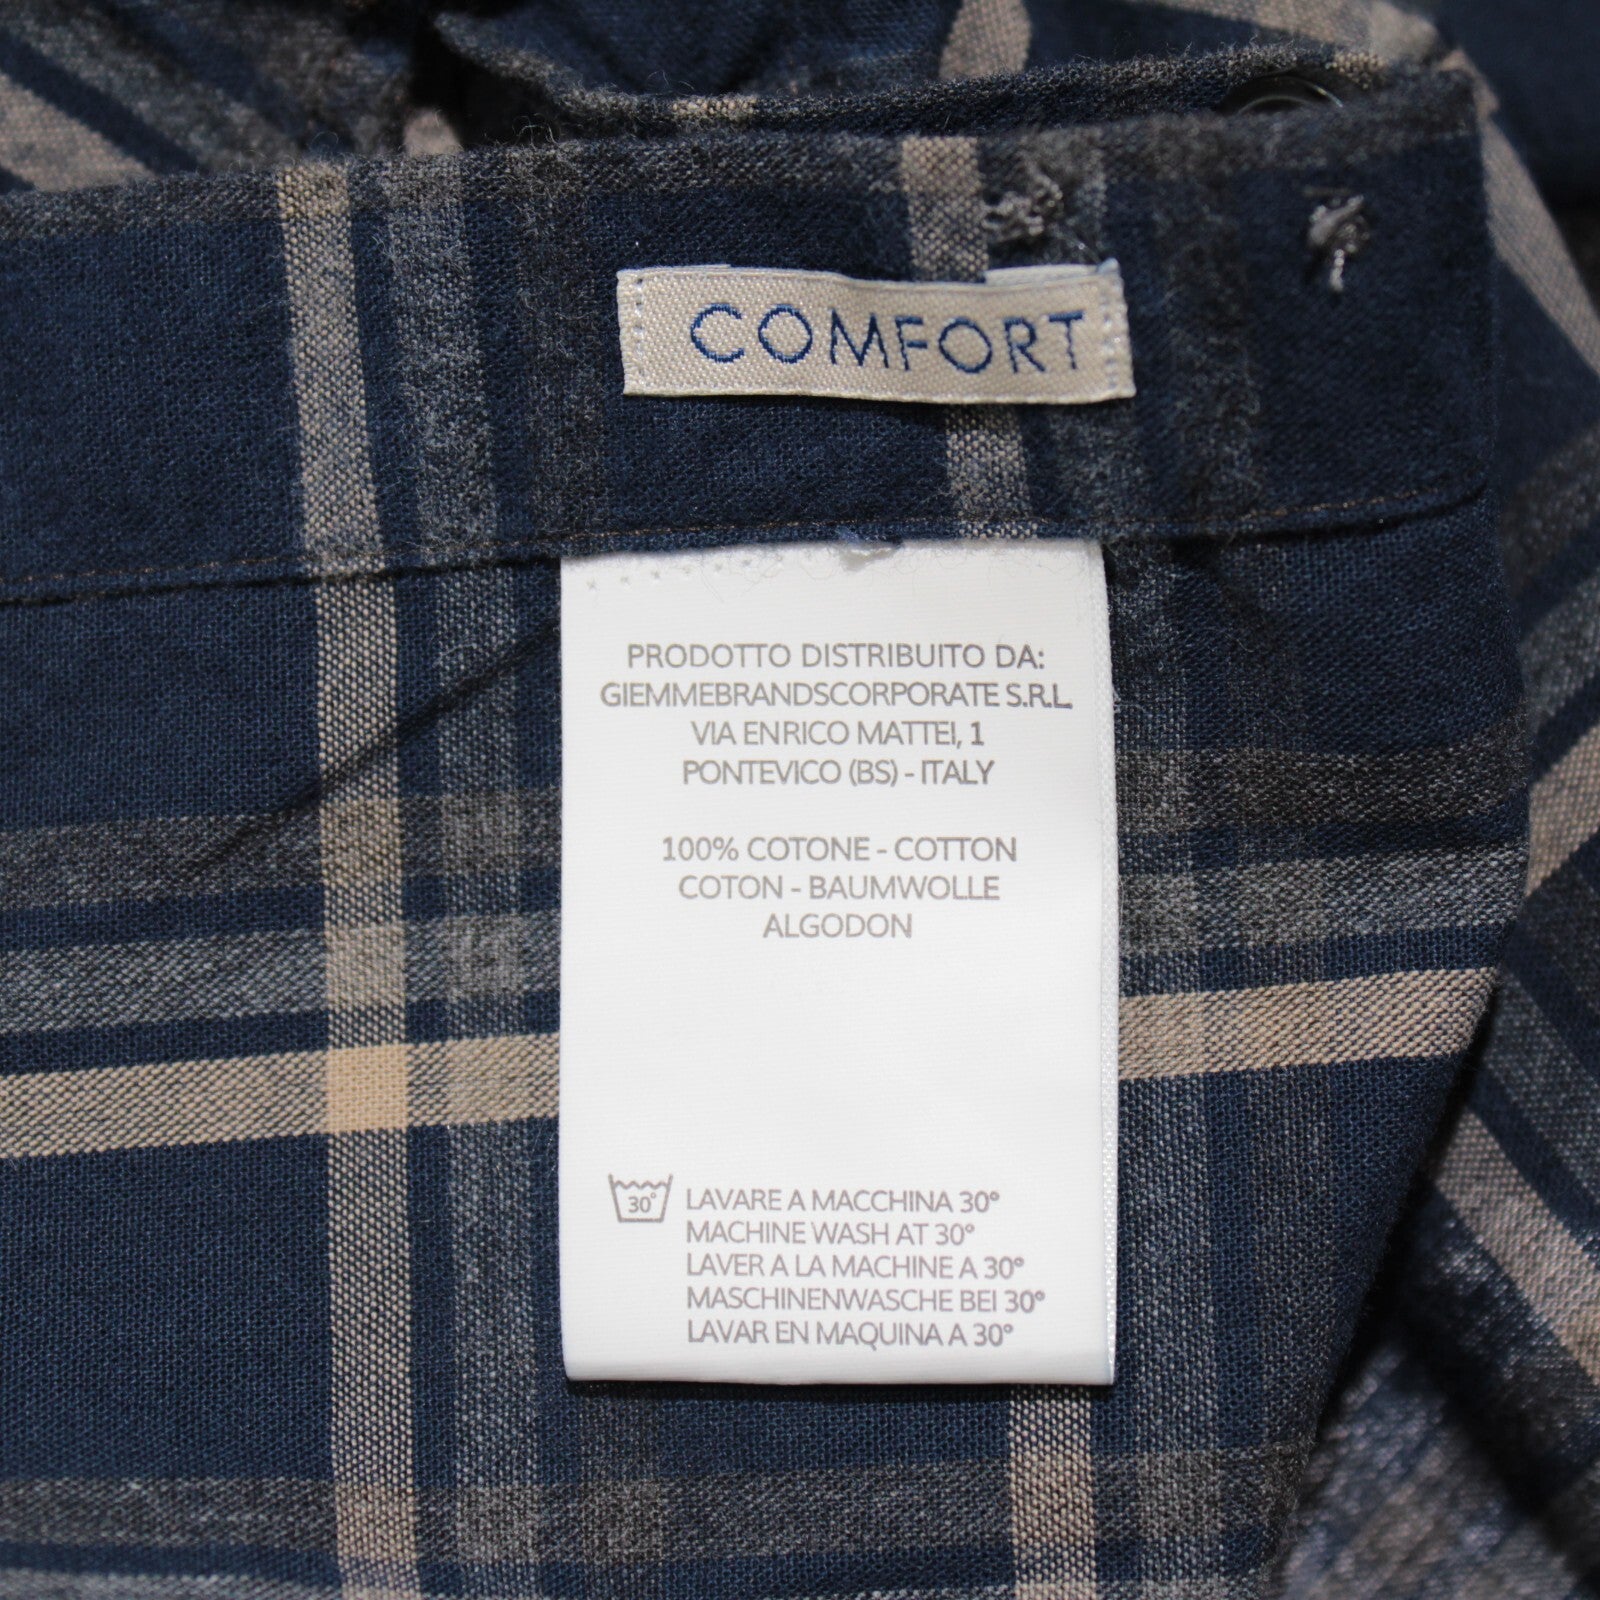 COMFORT
PRODOTTO DISTRIBUITO DA:
GIEMMEBRANDSCORPORATE S.R.L.
VIA ENRICO MATTEI, 1
PONTEVICO (BS) - ITALY
100% COTONE - COTTON
COTON - BAUMWOLLE
ALGODON
30°
LAVARE A MACCHINA 30°
MACHINE WASH AT 30°
LAVER A LA MACHINE A 30°
MASCHINENWASCHE BEI 30°
LAVAR EN MAQUINA A 30°